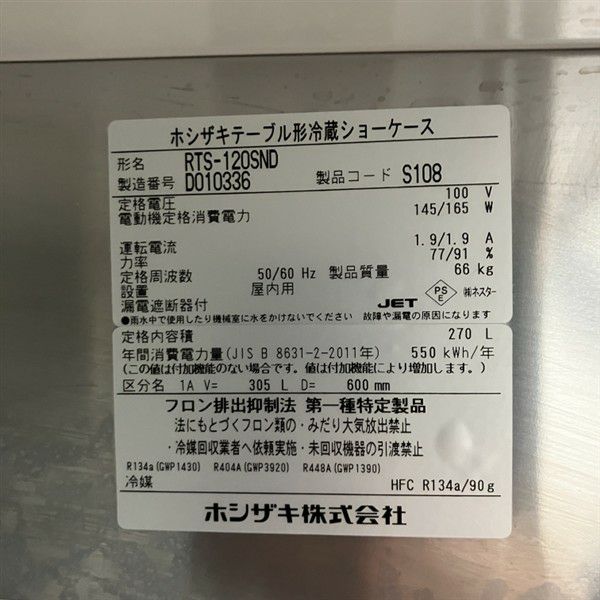 ホシザキテーブル形冷蔵ショーケース
形名 RTS-120SND
製造番号 D010336 製品コード S108
定格電圧 100 V
電動機定格消費電力 145/165 W
運転電流 1.9/1.9 A
力率 77/91 %
定格周波数 50/60 Hz 製品質量 66 kg
設置 屋内用
漏電遮断器付 JET PSE ㈱ネスター
●雨水中で使用したり機械室に水をかけないでください 故障や漏電の原因になります
定格内容積 270 L
年間消費電力量(JIS B 8631-2-2011年) 550 kWh/年
(この値は付加機能のない場合です。値は付加機能により増加します。)
区分名 1A V= 305 L D= 600 mm
フロン排出抑制法 第一種特定製品
法にもとづくフロン類の・みだり大気放出禁止
・冷媒回収業者へ依頼実施・未回収機器の引渡禁止
R134a(GWP1430) R404A(GWP3920) R448A(GWP1390)
冷媒 HFC R134a/90g
ホシザキ株式会社